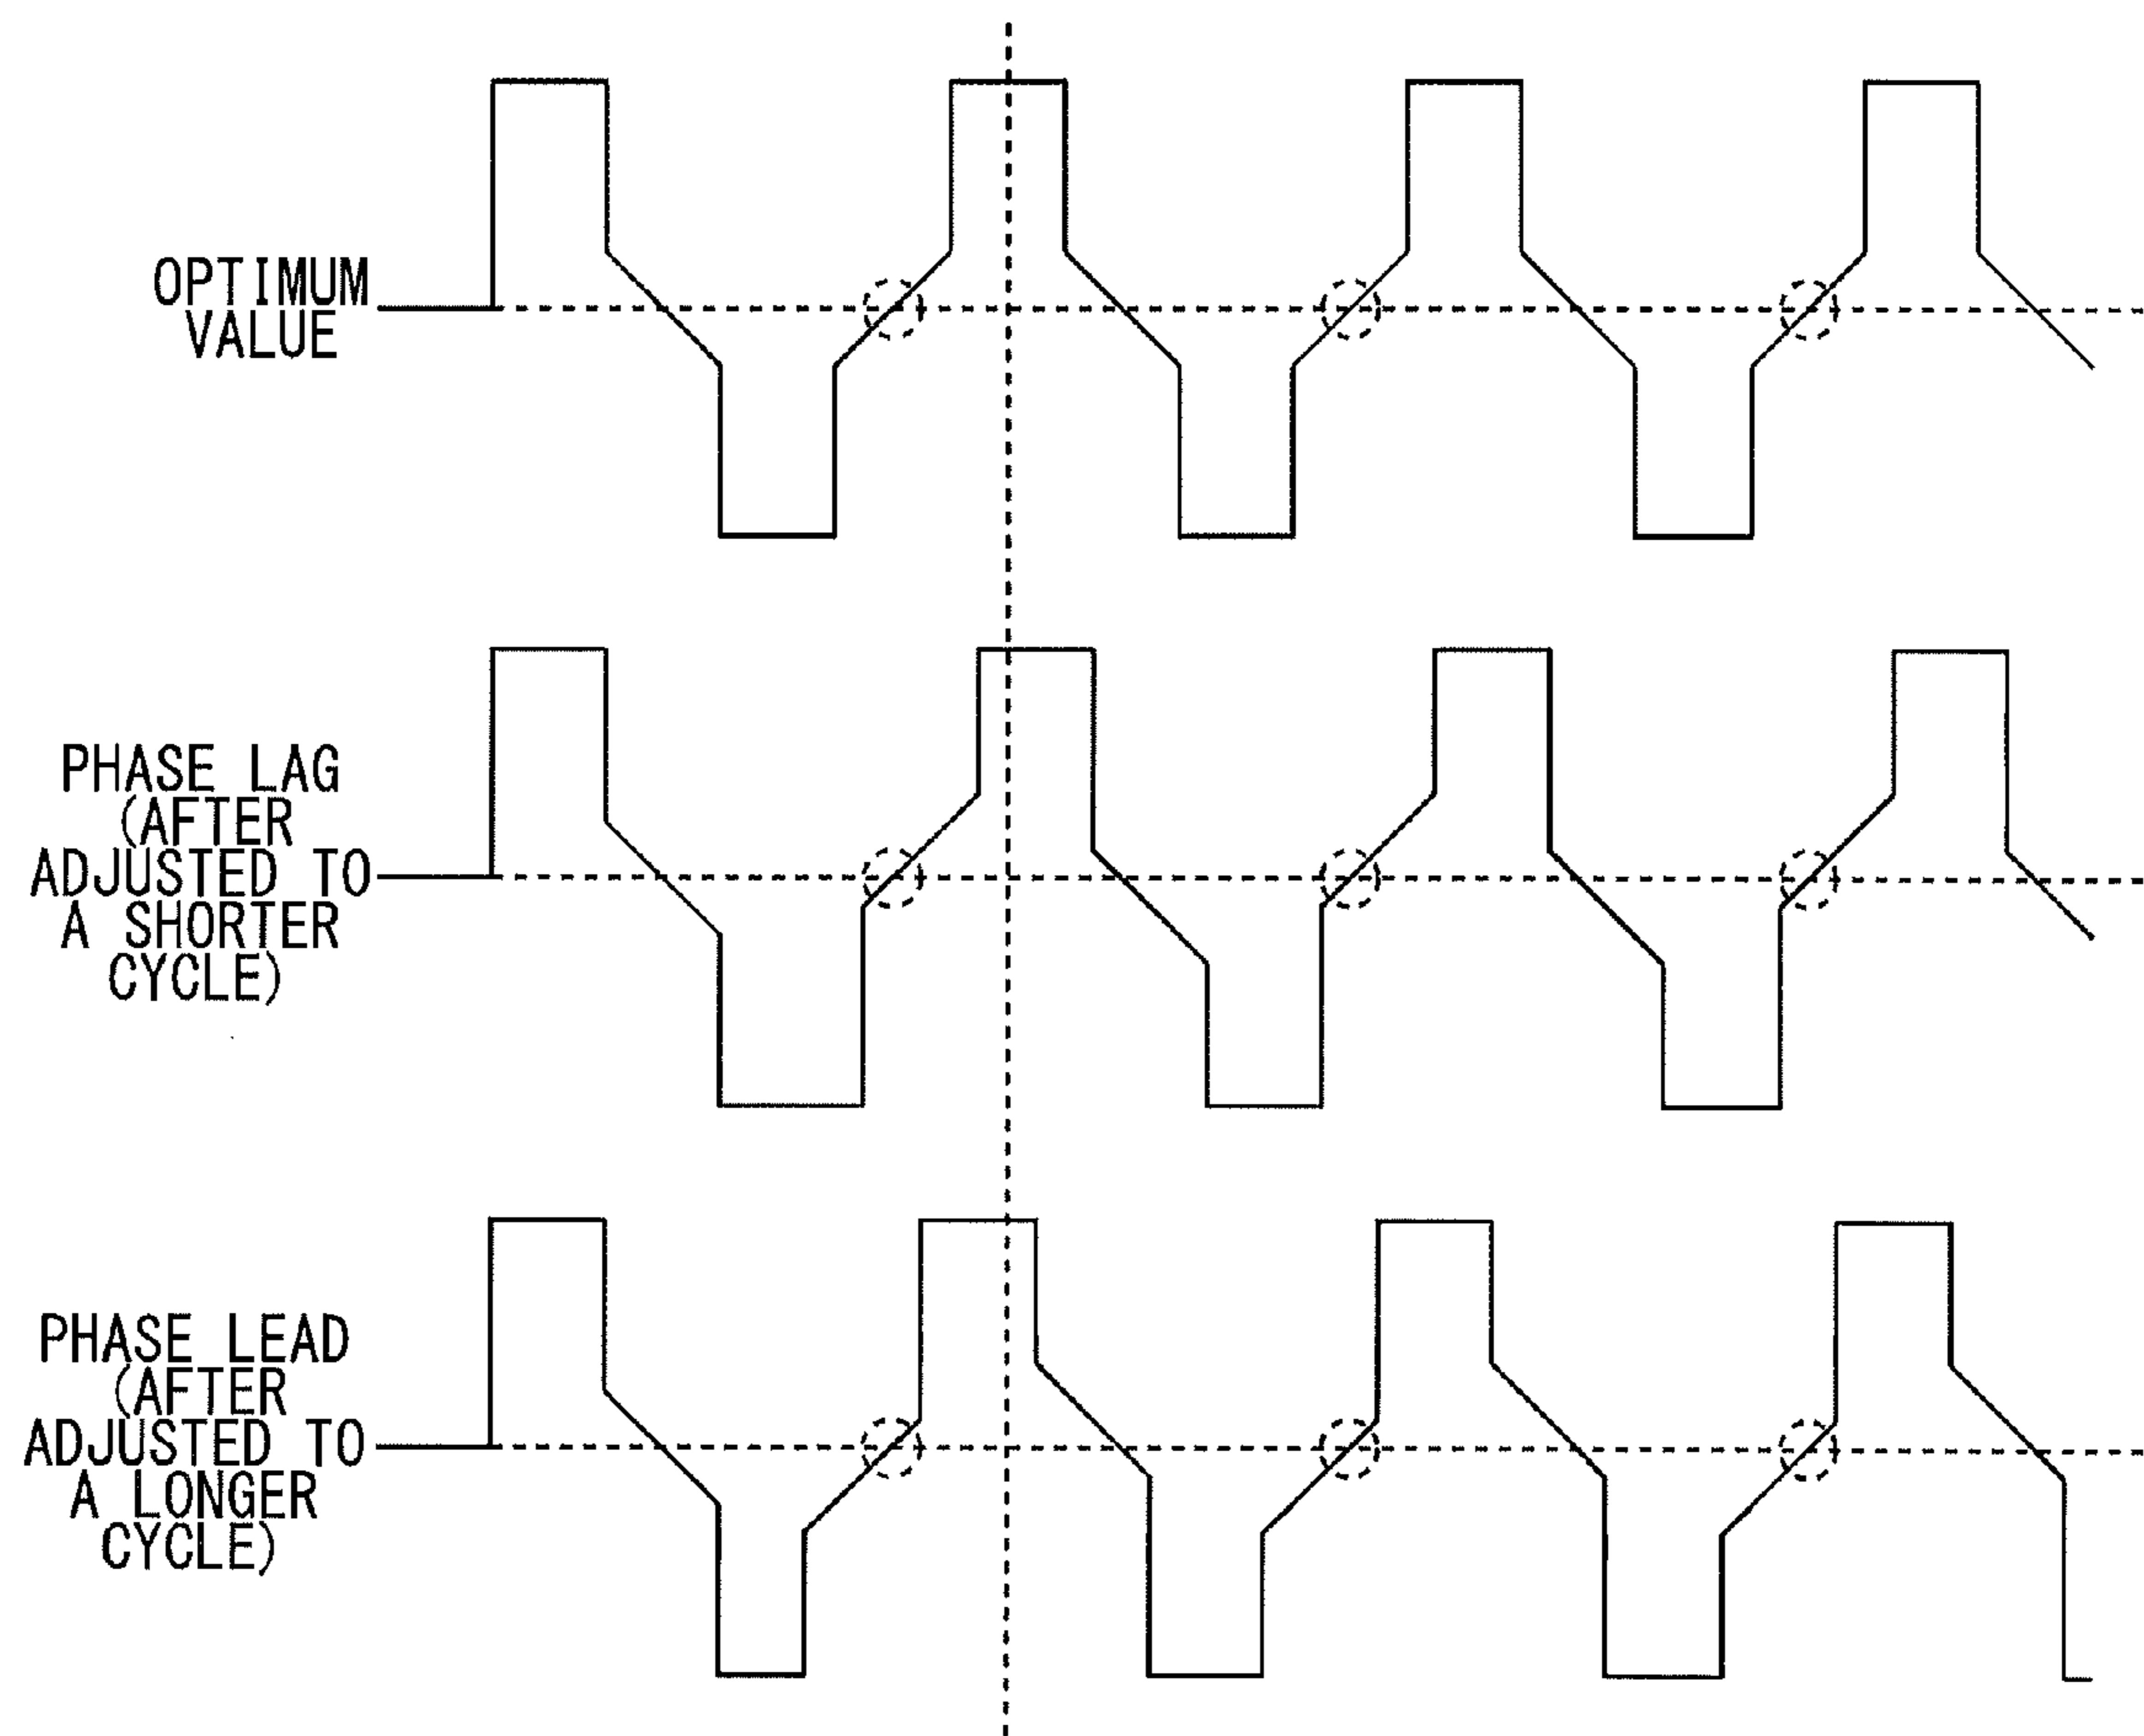 OPTIMUM
VALUE
PHASE LAG
(AFTER
ADJUSTED TO
A SHORTER
CYCLE)
PHASE LEAD
(AFTER
ADJUSTED TO
A LONGER
CYCLE)